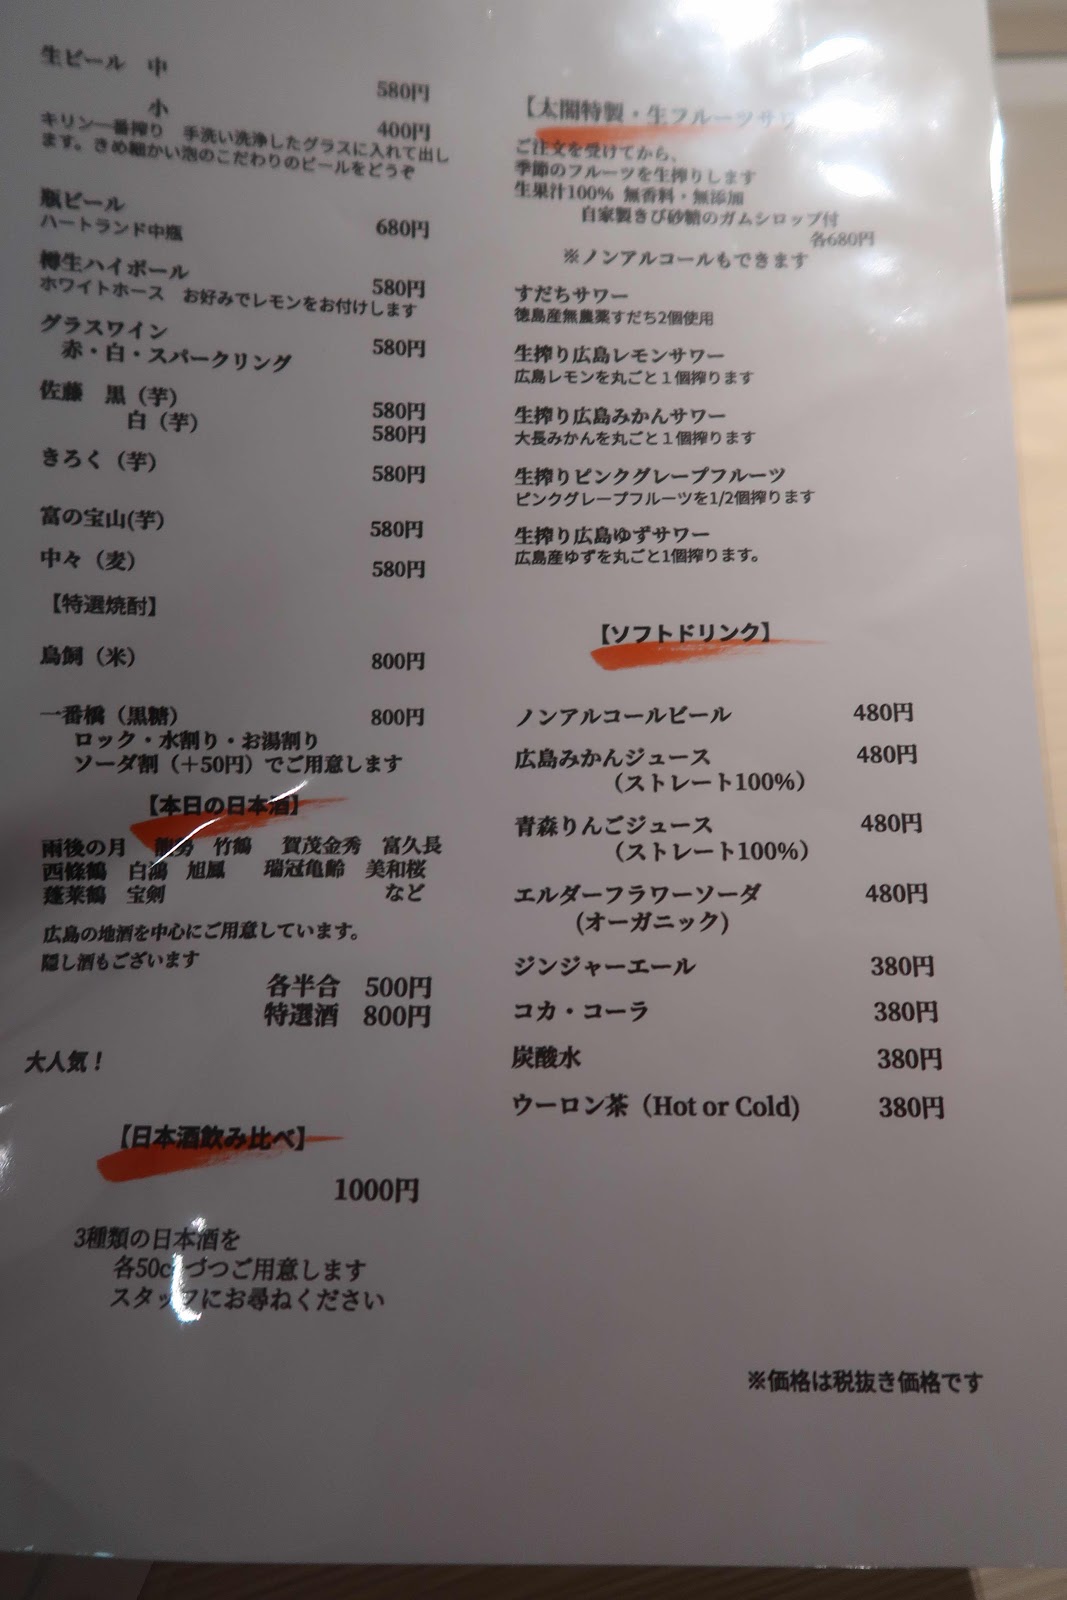 生ビール　中
580円
小
400円
キリン一番搾り　手洗い洗浄したグラスに入れて出し
ます。きめ細かい泡のこだわりのビールをどうぞ
瓶ビール
ハートランド中瓶 680円
樽生ハイボール
580円
ホワイトホース　お好みでレモンをお付けします
グラスワイン
赤・白・スパークリング 580円
佐藤　黒（芋） 580円
白（芋） 580円
きろく（芋） 580円
富の宝山(芋) 580円
中々（麦） 580円
【特選焼酎】
鳥飼（米） 800円
一番橋（黒糖） 800円
ロック・水割り・お湯割り
ソーダ割（＋50円）でご用意します
【本日の日本酒】
雨後の月　龍勢　竹鶴　賀茂金秀　富久長
西條鶴　白鴻　旭鳳　瑞冠亀齢　美和桜
蓬莱鶴　宝剣　など
広島の地酒を中心にご用意しています。
隠し酒もございます
各半合　500円
特選酒　800円
大人気！
【日本酒飲み比べ】
1000円
3種類の日本酒を
各50c づつご用意します
スタッフにお尋ねください
【太閤特製・生フルーツサワ
ご注文を受けてから、
季節のフルーツを生搾りします
生果汁100%　無香料・無添加
自家製きび砂糖のガムシロップ付
各680円
※ノンアルコールもできます
すだちサワー
徳島産無農薬すだち2個使用
生搾り広島レモンサワー
広島レモンを丸ごと１個搾ります
生搾り広島みかんサワー
大長みかんを丸ごと１個搾ります
生搾りピンクグレープフルーツ
ピンクグレープフルーツを1/2個搾ります
生搾り広島ゆずサワー
広島産ゆずを丸ごと1個搾ります。
【ソフトドリンク】
ノンアルコールビール 480円
広島みかんジュース 480円
（ストレート100%）
青森りんごジュース 480円
（ストレート100%）
エルダーフラワーソーダ 480円
(オーガニック)
ジンジャーエール 380円
コカ・コーラ 380円
炭酸水 380円
ウーロン茶（Hot or Cold) 380円
※価格は税抜き価格です